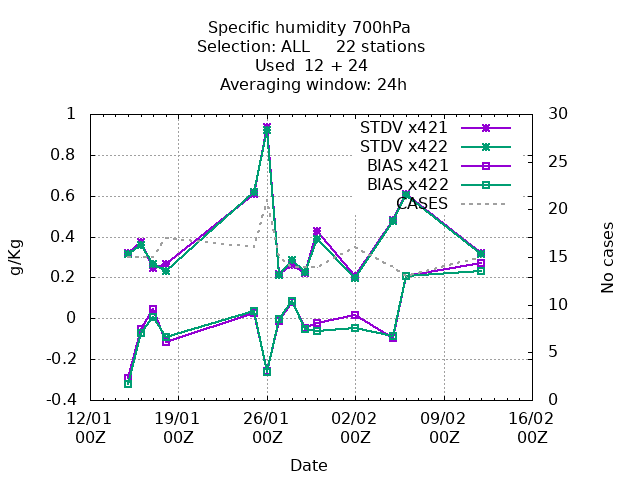 Specific humidity 700hPa
Selection: ALL 22 stations
Used 12 + 24
Averaging window: 24h
1
0.8
0.6
0.4
0.2
0
-0.2
-0.4
g/Kg
30
25
20
15
10
5
0
No cases
STDV x421
STDV x422
BIAS x421
BIAS x422
CASES
12/01 19/01 26/01 02/02 09/02 16/02
00Z 00Z 00Z 00Z 00Z 00Z
Date